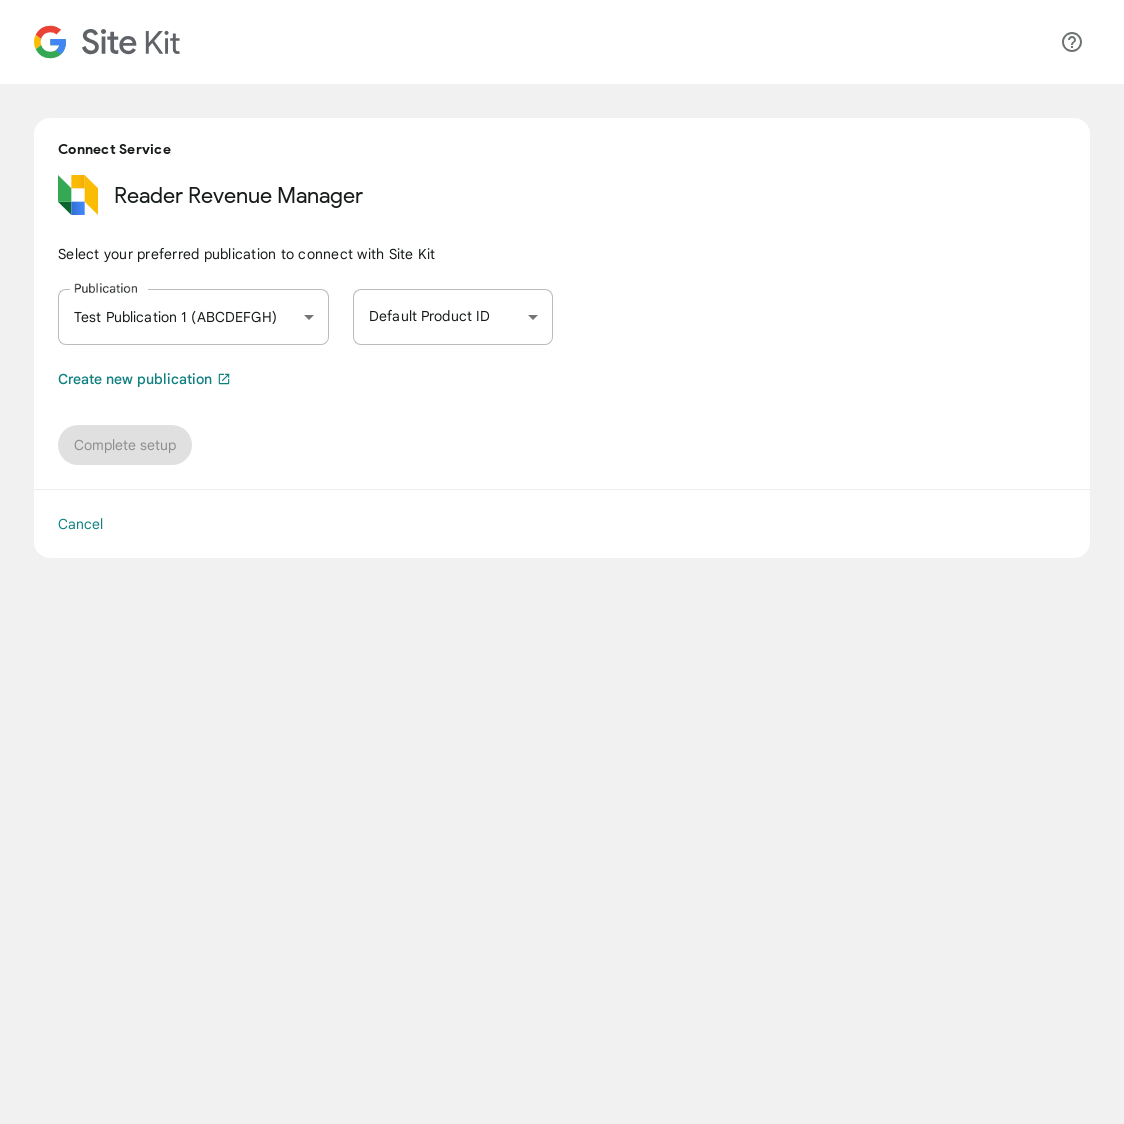 Site Kit
Connect Service
Reader Revenue Manager
Select your preferred publication to connect with Site Kit
Publication
Test Publication 1 (ABCDEFGH)
Default Product ID
Create new publication
Complete setup
Cancel